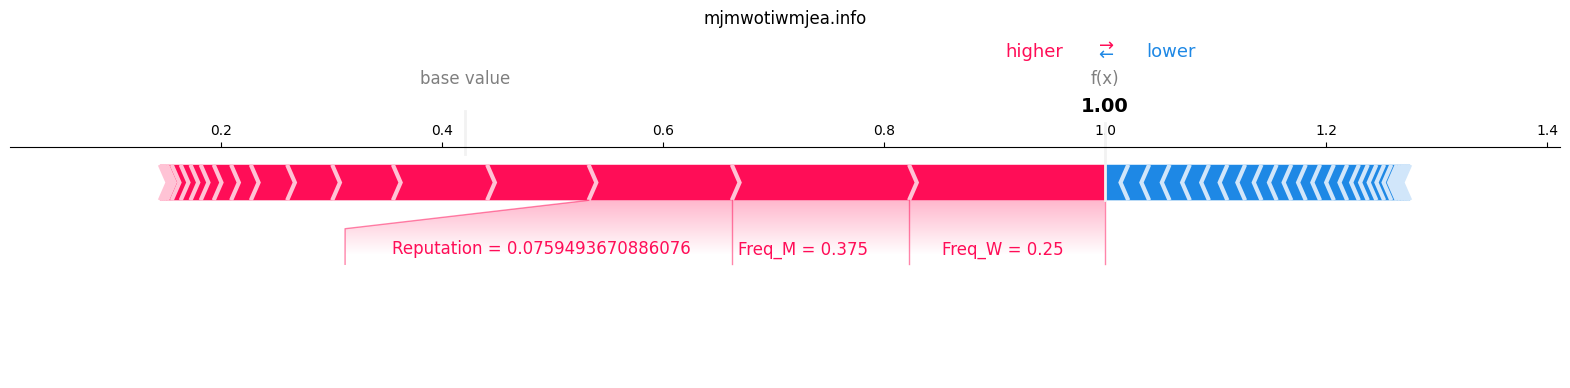 mjmwotiwmjea.info
higher → ← lower
base value f(x)
1.00
0.2 0.4 0.6 0.8 1.0 1.2 1.4
Reputation = 0.0759493670886076 Freq_M = 0.375 Freq_W = 0.25